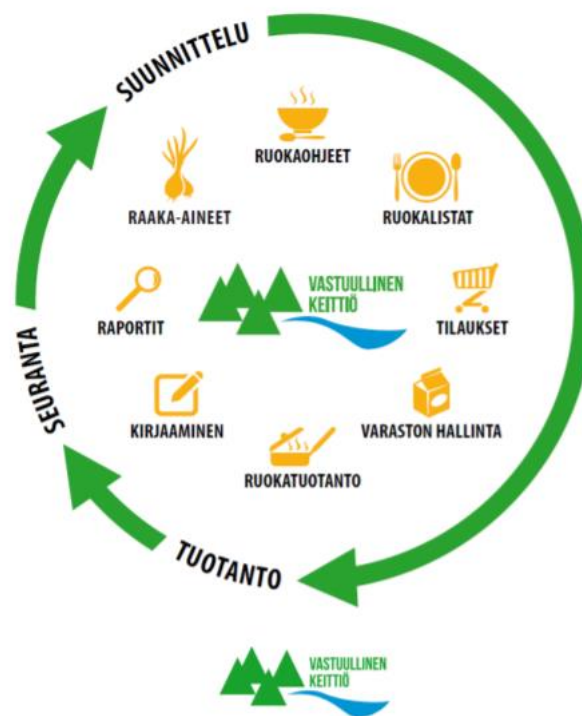 SUUNNITTELU
RUOKAOHJEET
RAAKA-AINEET
RUOKALISTAT
VASTUULLINEN
KEITTIÖ
RAPORTIT
TILAUKSET
SEURANTA
KIRJAAMINEN
VARASTON HALLINTA
RUOKATUOTANTO
TUOTANTO
VASTUULLINEN
KEITTIÖ